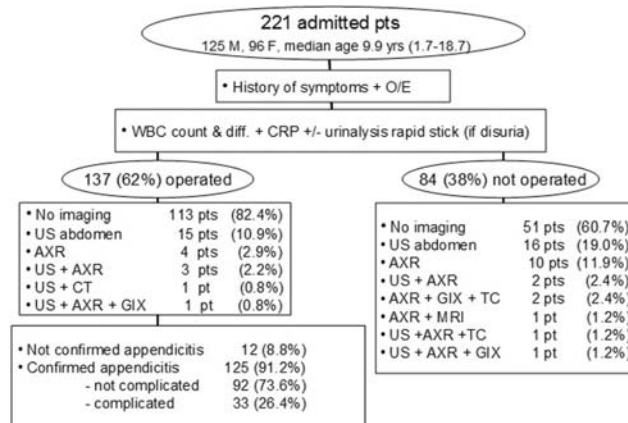 221 admitted pts
125 M, 96 F, median age 9.9 yrs (1.7-18.7)
• History of symptoms + O/E
• WBC count & diff. + CRP +/- urinalysis rapid stick (if disuria)
137 (62%) operated
• No imaging 113 pts (82.4%)
• US abdomen 15 pts (10.9%)
• AXR 4 pts (2.9%)
• US + AXR 3 pts (2.2%)
• US + CT 1 pt (0.8%)
• US + AXR + GIX 1 pt (0.8%)
• Not confirmed appendicitis 12 (8.8%)
• Confirmed appendicitis 125 (91.2%)
- not complicated 92 (73.6%)
- complicated 33 (26.4%)
84 (38%) not operated
• No imaging 51 pts (60.7%)
• US abdomen 16 pts (19.0%)
• AXR 10 pts (11.9%)
• US + AXR 2 pts (2.4%)
• AXR + GIX + TC 2 pts (2.4%)
• AXR + MRI 1 pt (1.2%)
• US +AXR +TC 1 pt (1.2%)
• US + AXR + GIX 1 pt (1.2%)